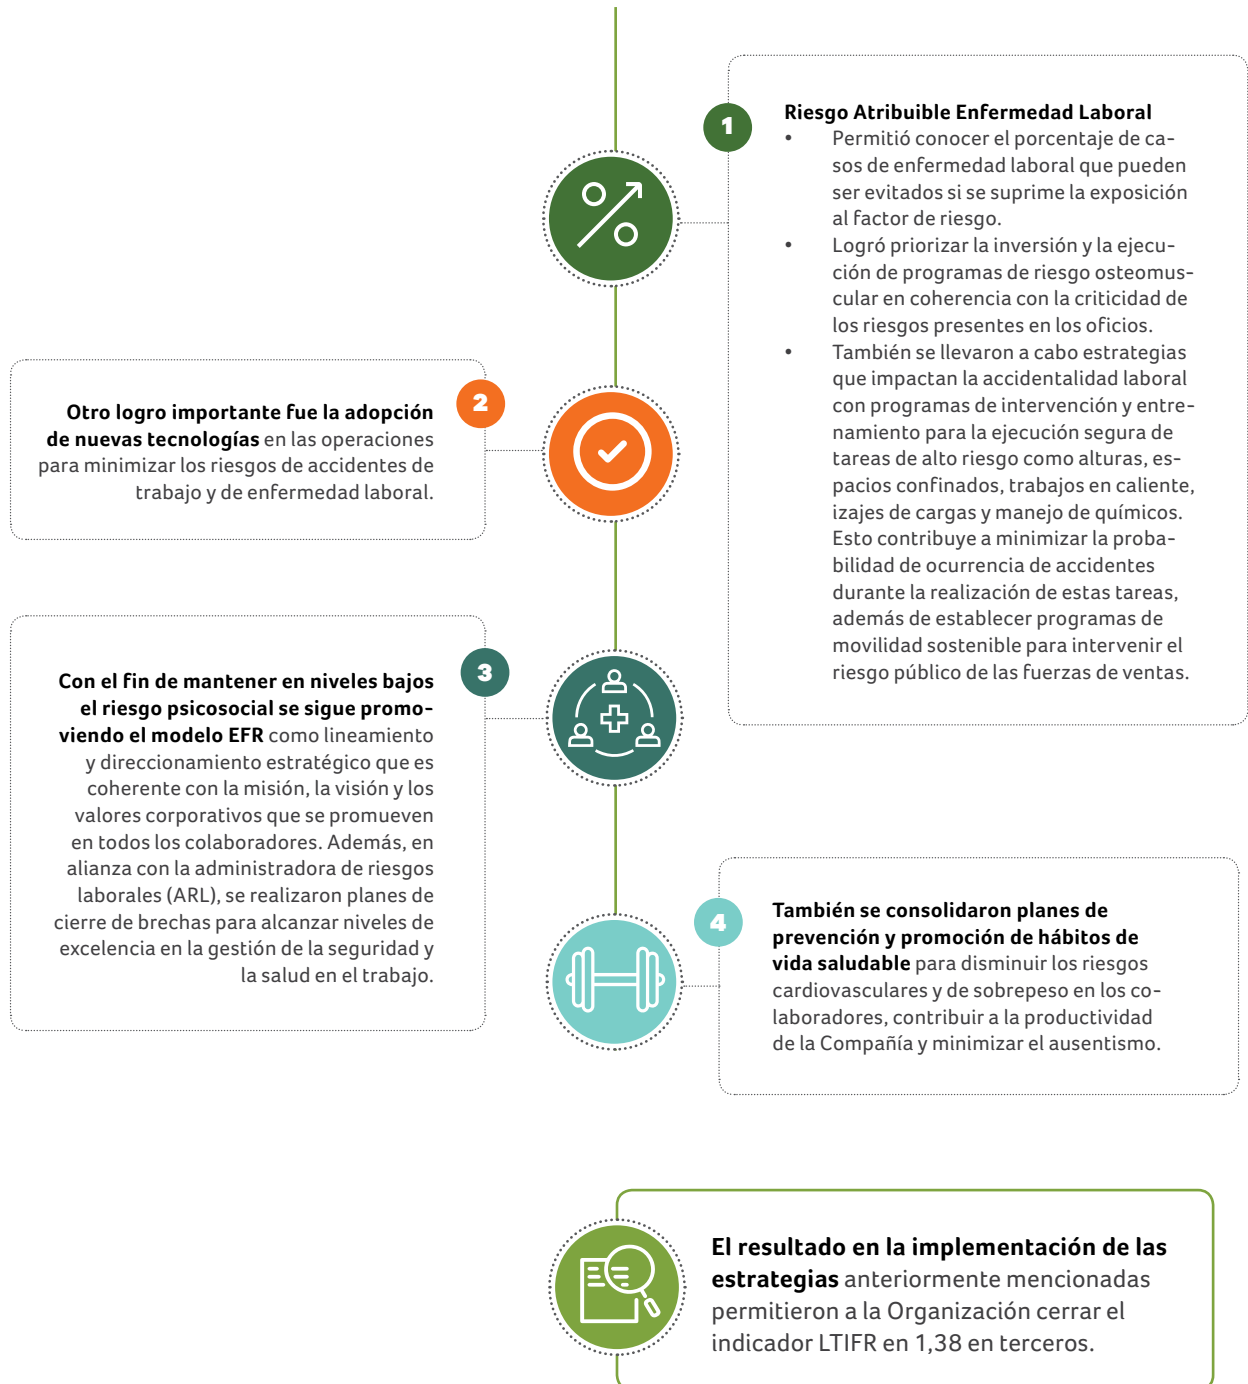 1
Riesgo Atribuible Enfermedad Laboral
• Permitió conocer el porcentaje de ca-
sos de enfermedad laboral que pueden
ser evitados si se suprime la exposición
al factor de riesgo.
• Logró priorizar la inversión y la ejecu-
ción de programas de riesgo osteomus-
cular en coherencia con la criticidad de
los riesgos presentes en los oficios.
• También se llevaron a cabo estrategias
que impactan la accidentalidad laboral
con programas de intervención y entre-
namiento para la ejecución segura de
tareas de alto riesgo como alturas, es-
pacios confinados, trabajos en caliente,
izajes de cargas y manejo de químicos.
Esto contribuye a minimizar la proba-
bilidad de ocurrencia de accidentes
durante la realización de estas tareas,
además de establecer programas de
movilidad sostenible para intervenir el
riesgo público de las fuerzas de ventas.
2
Otro logro importante fue la adopción
de nuevas tecnologías en las operaciones
para minimizar los riesgos de accidentes de
trabajo y de enfermedad laboral.
3
Con el fin de mantener en niveles bajos
el riesgo psicosocial se sigue promo-
viendo el modelo EFR como lineamiento
y direccionamiento estratégico que es
coherente con la misión, la visión y los
valores corporativos que se promueven
en todos los colaboradores. Además, en
alianza con la administradora de riesgos
laborales (ARL), se realizaron planes de
cierre de brechas para alcanzar niveles de
excelencia en la gestión de la seguridad y
la salud en el trabajo.
4
También se consolidaron planes de
prevención y promoción de hábitos de
vida saludable para disminuir los riesgos
cardiovasculares y de sobrepeso en los co-
laboradores, contribuir a la productividad
de la Compañía y minimizar el ausentismo.
El resultado en la implementación de las
estrategias anteriormente mencionadas
permitieron a la Organización cerrar el
indicador LTIFR en 1,38 en terceros.